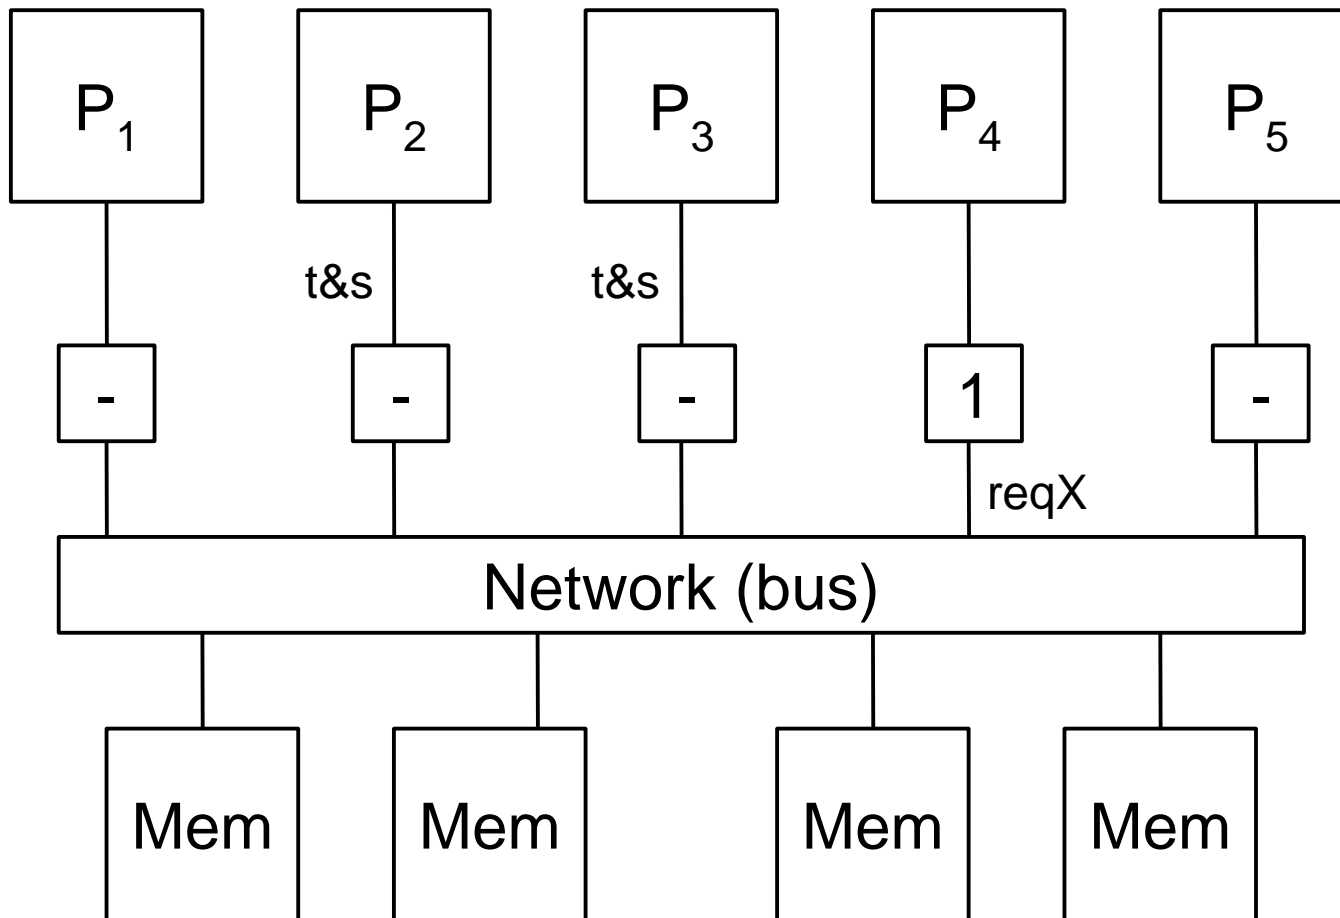 P1 P2 P3 P4 P5
t&s t&s
- - - 1 -
reqX
Network (bus)
Mem Mem Mem Mem